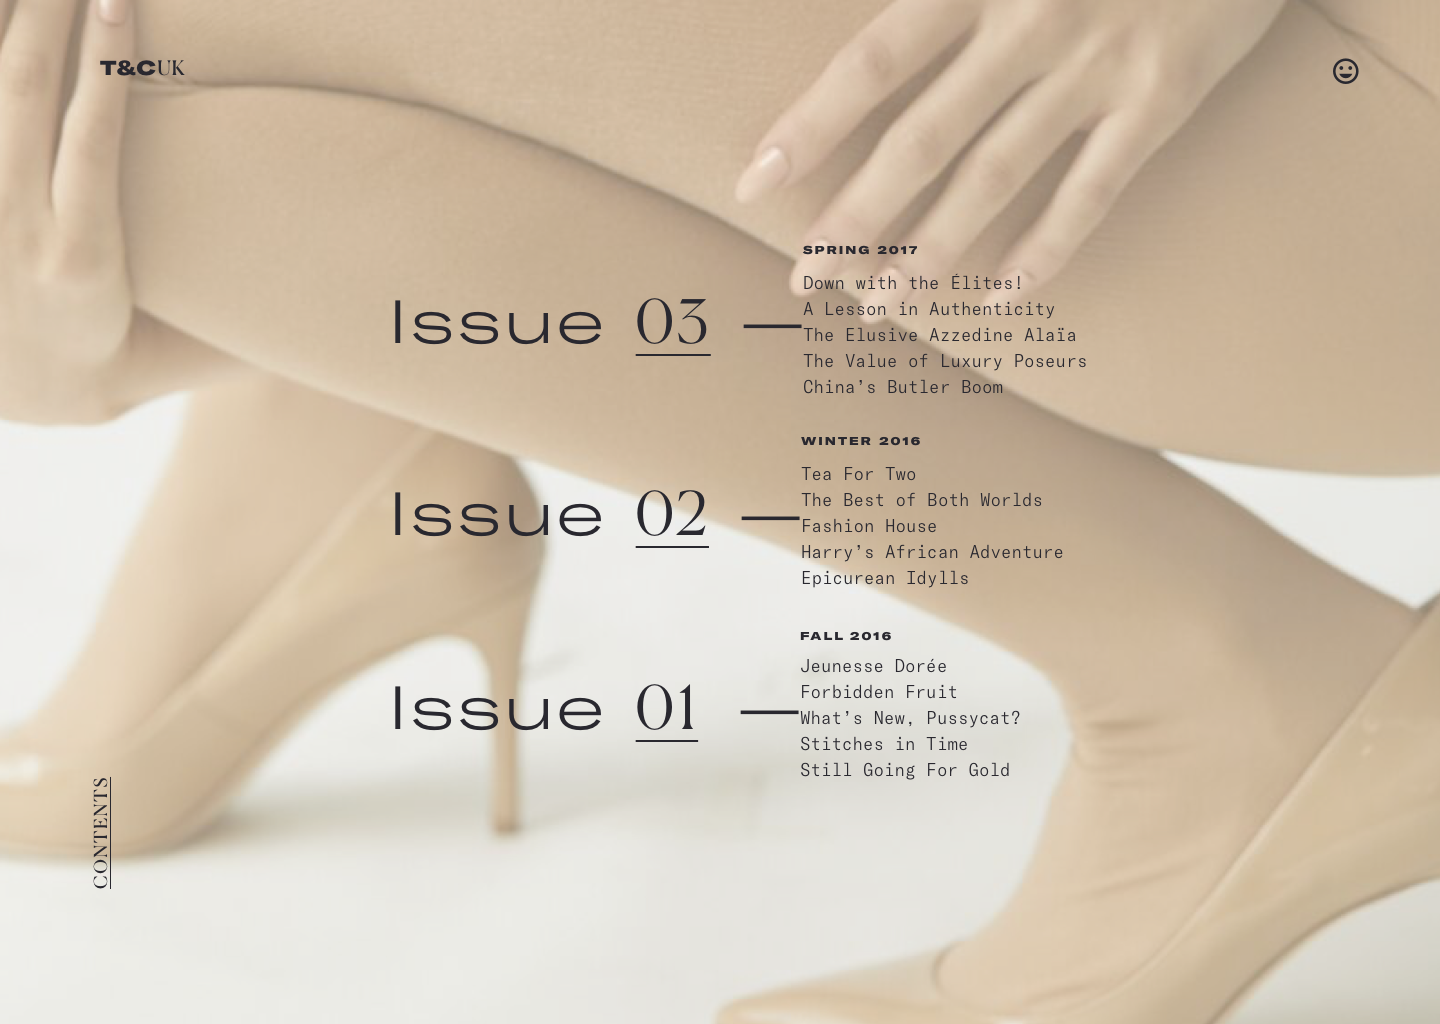 T&CUK
SPRING 2017
Issue 03 —
Down with the Élites!
A Lesson in Authenticity
The Elusive Azzedine Alaïa
The Value of Luxury Poseurs
China’s Butler Boom
WINTER 2016
Issue 02 —
Tea For Two
The Best of Both Worlds
Fashion House
Harry’s African Adventure
Epicurean Idylls
FALL 2016
Issue 01 —
Jeunesse Dorée
Forbidden Fruit
What’s New, Pussycat?
Stitches in Time
Still Going For Gold
CONTENTS